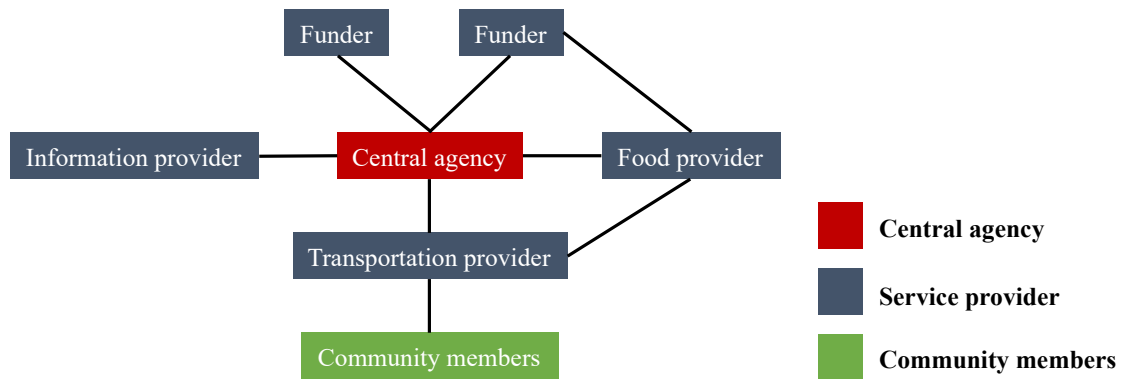 Funder
Funder
Information provider
Central agency
Food provider
Transportation provider
Community members
Central agency
Service provider
Community members